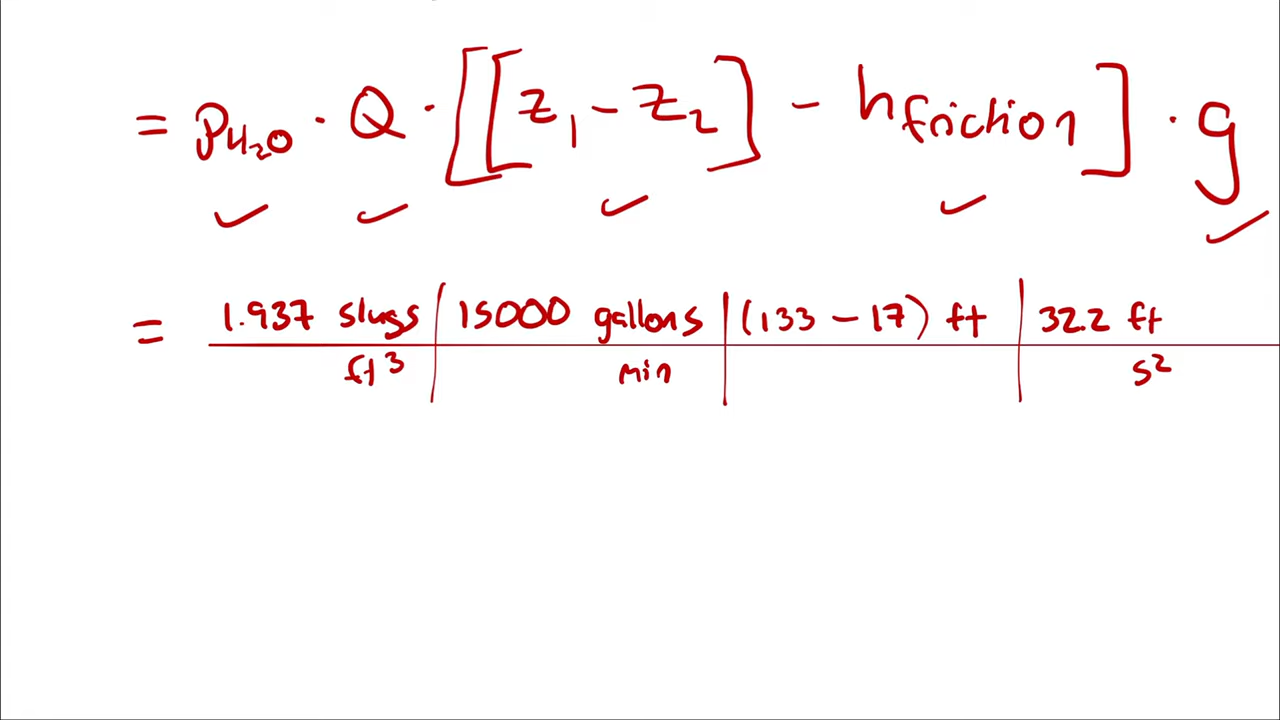 = ρH₂O · Q · [[z₁ − z₂] − hfriction] · g
✓ ✓ ✓ ✓ ✓
= 1.937 slugs | 15000 gallons | (133 − 17) ft | 32.2 ft
ft³ | min | | s²